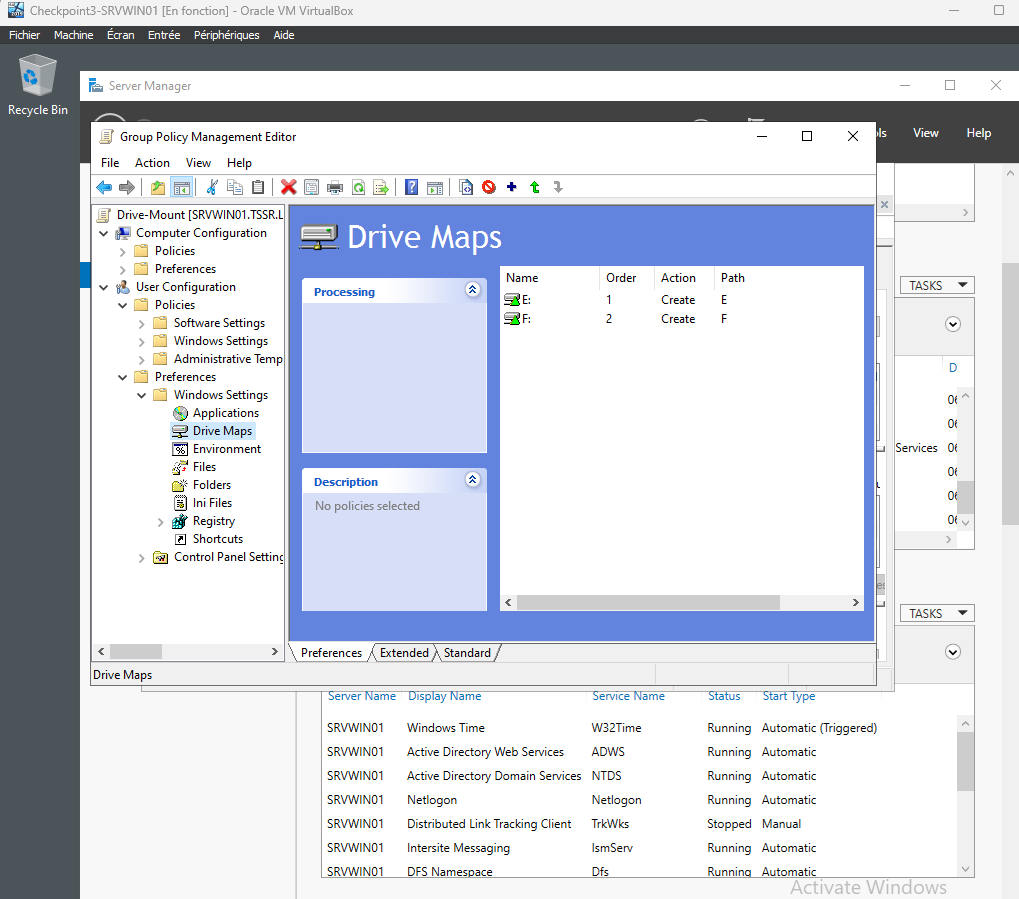 Checkpoint3-SRVWIN01 [En fonction] - Oracle VM VirtualBox
Fichier Machine Écran Entrée Périphériques Aide
Recycle Bin
Server Manager
View Help
Group Policy Management Editor
File Action View Help
Drive-Mount [SRVWIN01.TSSR.L
Computer Configuration
Policies
Preferences
User Configuration
Policies
Software Settings
Windows Settings
Administrative Temp
Preferences
Windows Settings
Applications
Drive Maps
Environment
Files
Folders
Ini Files
Registry
Shortcuts
Control Panel Setting
Drive Maps
Processing
Description
No policies selected
Name Order Action Path
E: 1 Create E
F: 2 Create F
Preferences Extended Standard
Drive Maps
TASKS
D
06
06
Services 06
06
06
06
TASKS
Server Name Display Name Service Name Status Start Type
SRVWIN01 Windows Time W32Time Running Automatic (Triggered)
SRVWIN01 Active Directory Web Services ADWS Running Automatic
SRVWIN01 Active Directory Domain Services NTDS Running Automatic
SRVWIN01 Netlogon Netlogon Running Automatic
SRVWIN01 Distributed Link Tracking Client TrkWks Stopped Manual
SRVWIN01 Intersite Messaging IsmServ Running Automatic
SRVWIN01 DFS Namespace Dfs Running Automatic
Activate Windows